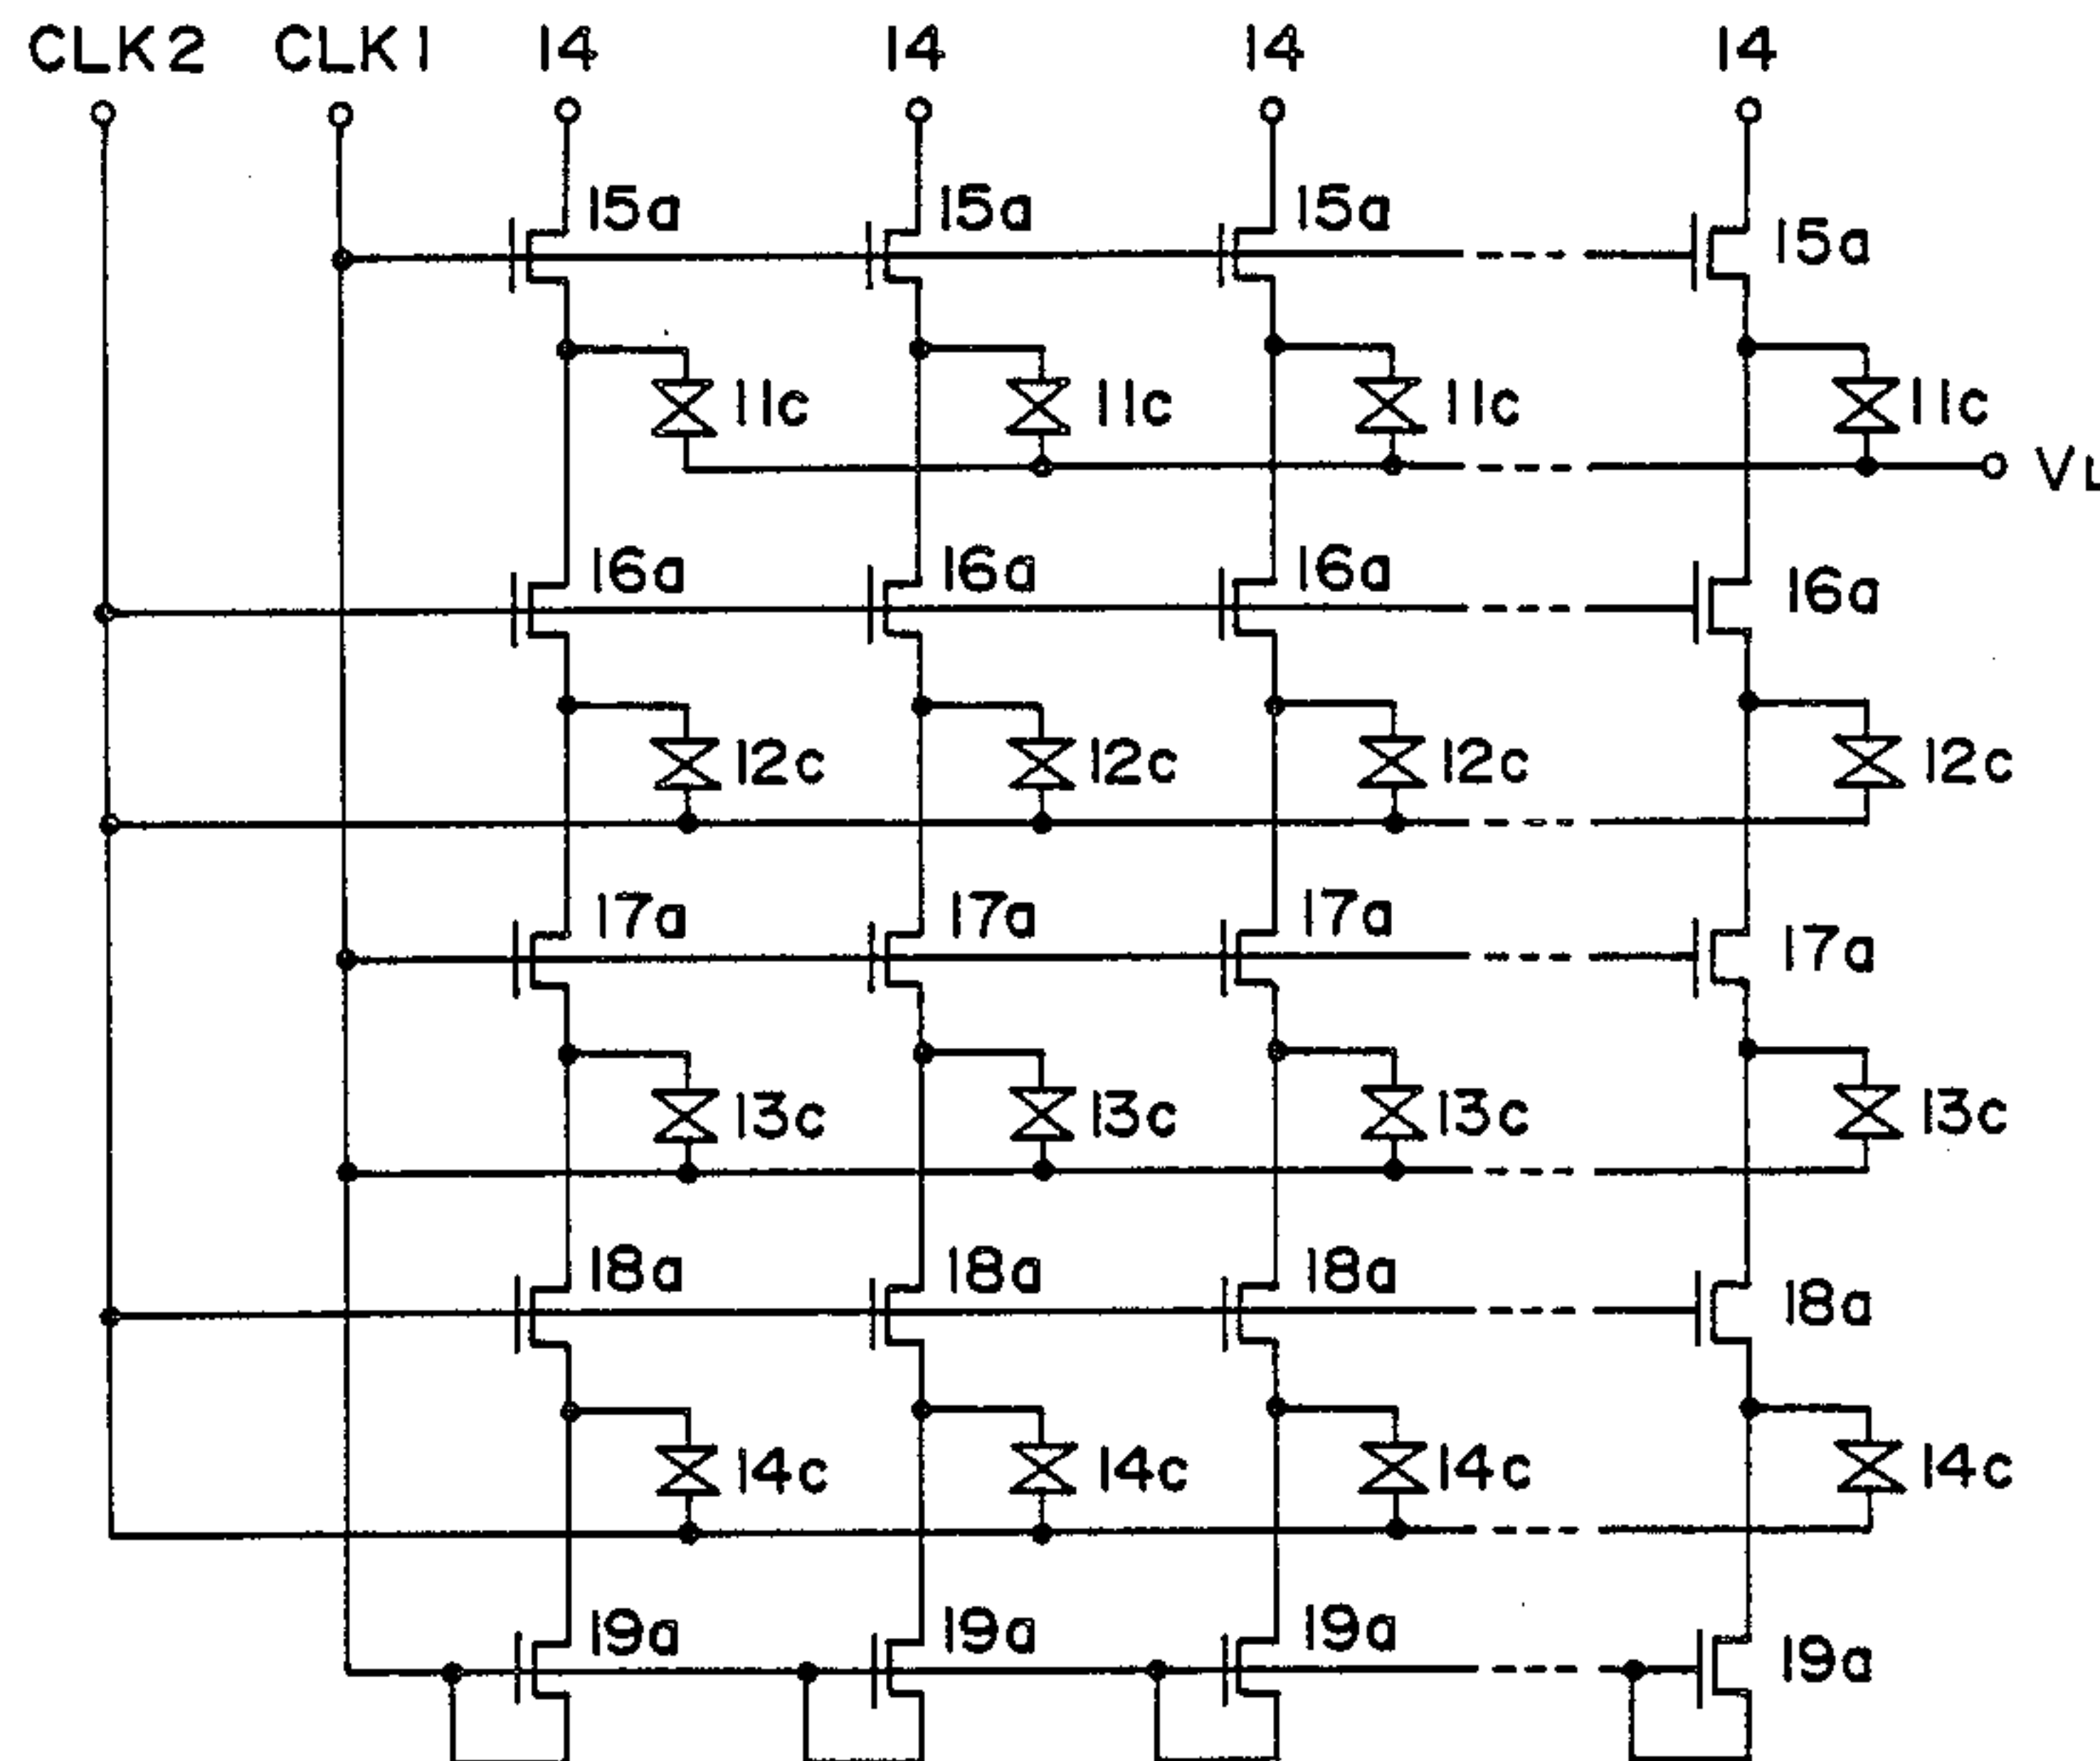 CLK2 CLK1 14 14 14 14
15a 15a 15a 15a
11c 11c 11c 11c
VL
16a 16a 16a 16a
12c 12c 12c 12c
17a 17a 17a 17a
13c 13c 13c 13c
18a 18a 18a 18a
14c 14c 14c 14c
19a 19a 19a 19a